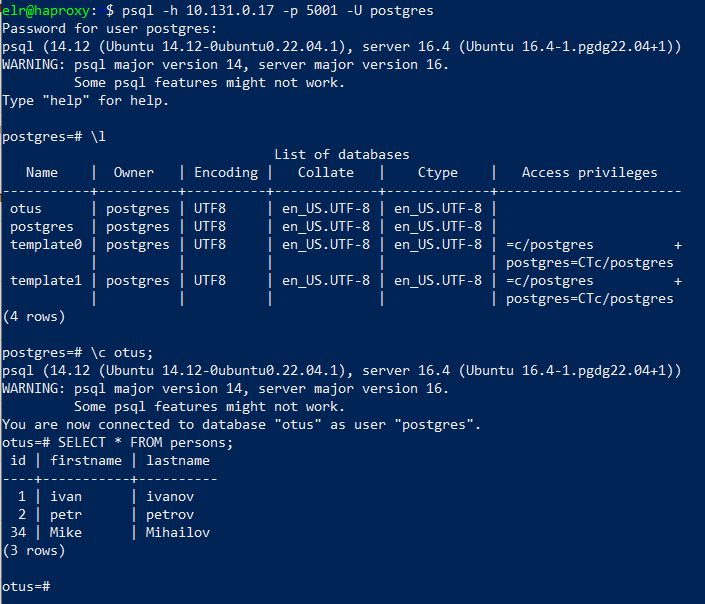 elr@haproxy: $ psql -h 10.131.0.17 -p 5001 -U postgres
Password for user postgres:
psql (14.12 (Ubuntu 14.12-0ubuntu0.22.04.1), server 16.4 (Ubuntu 16.4-1.pgdg22.04+1))
WARNING: psql major version 14, server major version 16.
         Some psql features might not work.
Type "help" for help.

postgres=# \l
                                  List of databases
   Name    |  Owner   | Encoding |   Collate   |    Ctype    |   Access privileges
-----------+----------+----------+-------------+-------------+-----------------------
 otus      | postgres | UTF8     | en_US.UTF-8 | en_US.UTF-8 |
 postgres  | postgres | UTF8     | en_US.UTF-8 | en_US.UTF-8 |
 template0 | postgres | UTF8     | en_US.UTF-8 | en_US.UTF-8 | =c/postgres          +
           |          |          |             |             | postgres=CTc/postgres
 template1 | postgres | UTF8     | en_US.UTF-8 | en_US.UTF-8 | =c/postgres          +
           |          |          |             |             | postgres=CTc/postgres
(4 rows)

postgres=# \c otus;
psql (14.12 (Ubuntu 14.12-0ubuntu0.22.04.1), server 16.4 (Ubuntu 16.4-1.pgdg22.04+1))
WARNING: psql major version 14, server major version 16.
         Some psql features might not work.
You are now connected to database "otus" as user "postgres".
otus=# SELECT * FROM persons;
 id | firstname | lastname
----+-----------+----------
  1 | ivan      | ivanov
  2 | petr      | petrov
 34 | Mike      | Mihailov
(3 rows)

otus=#